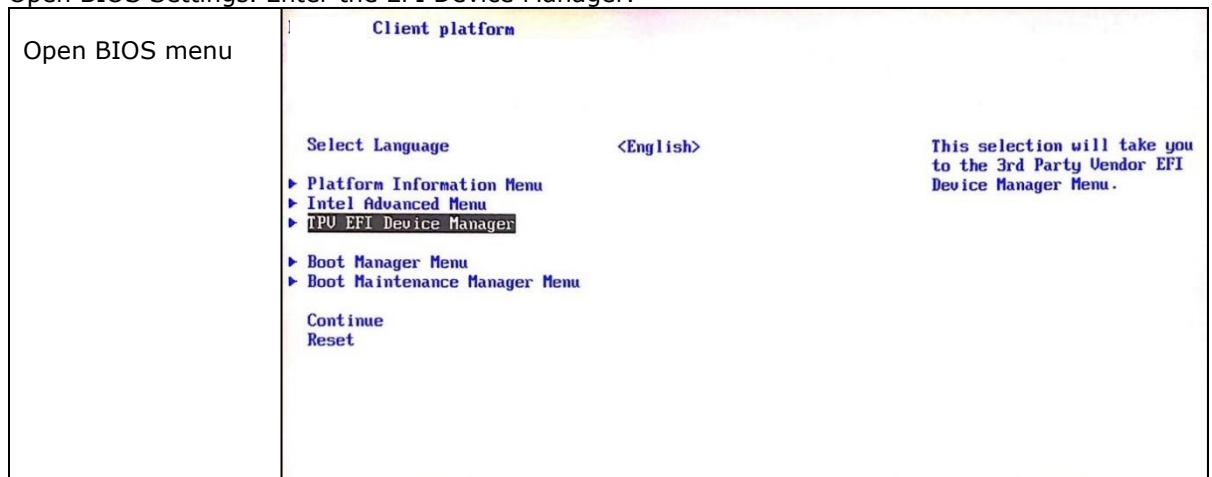 Open BIOS Settings. Enter the EFI Device Manager.
Open BIOS menu
Client platform
Select Language <English>
This selection will take you
to the 3rd Party Vendor EFI
Device Manager Menu.
Platform Information Menu
Intel Advanced Menu
TPV EFI Device Manager
Boot Manager Menu
Boot Maintenance Manager Menu
Continue
Reset